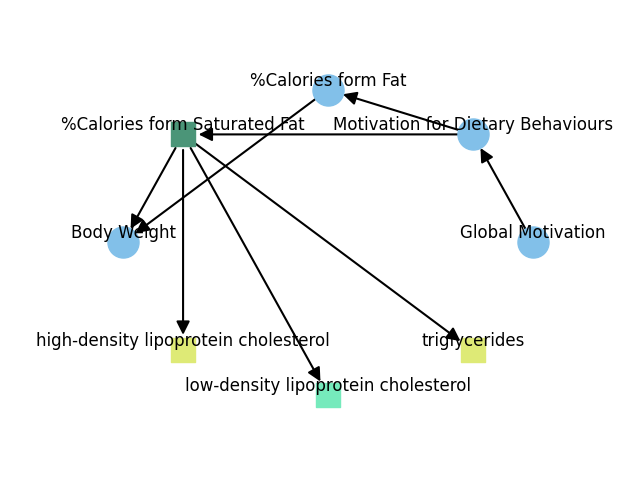 %Calories form Fat
%Calories form Saturated Fat
Motivation for Dietary Behaviours
Body Weight
Global Motivation
high-density lipoprotein cholesterol
triglycerides
low-density lipoprotein cholesterol